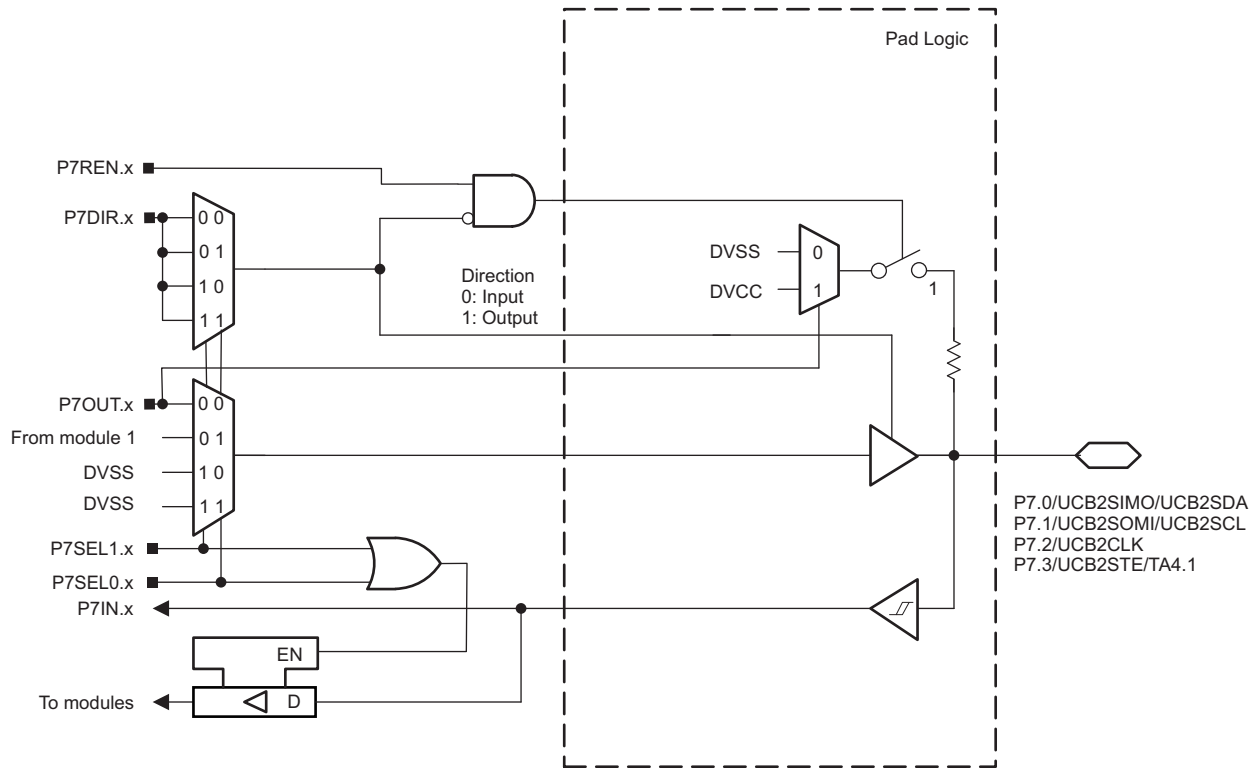 Pad Logic
P7REN.x
P7DIR.x
0 0
0 1
1 0
1 1
Direction
0: Input
1: Output
DVSS
DVCC
0
1
1
P7OUT.x
From module 1
DVSS
DVSS
0 0
0 1
1 0
1 1
P7.0/UCB2SIMO/UCB2SDA
P7.1/UCB2SOMI/UCB2SCL
P7.2/UCB2CLK
P7.3/UCB2STE/TA4.1
P7SEL1.x
P7SEL0.x
P7IN.x
EN
To modules
D